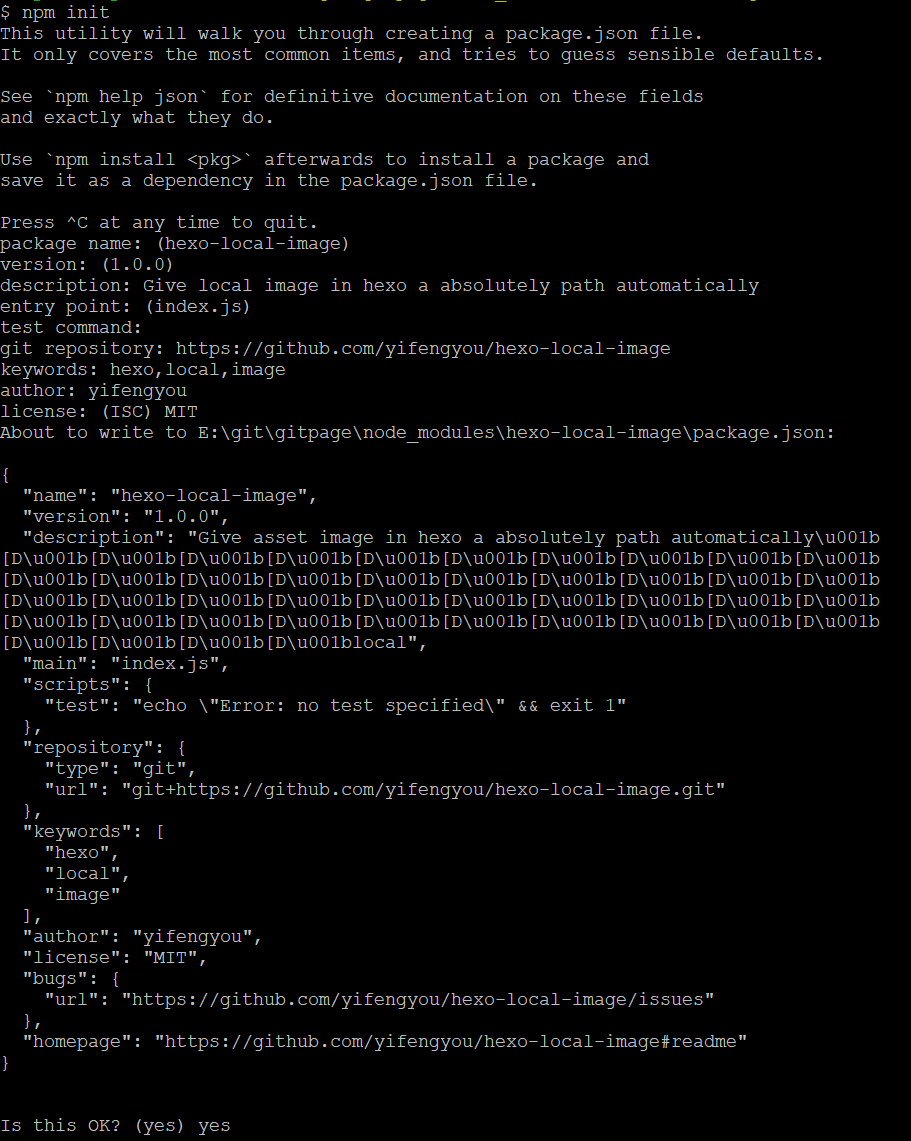 $ npm init
This utility will walk you through creating a package.json file.
It only covers the most common items, and tries to guess sensible defaults.
See `npm help json` for definitive documentation on these fields
and exactly what they do.
Use `npm install <pkg>` afterwards to install a package and
save it as a dependency in the package.json file.
Press ^C at any time to quit.
package name: (hexo-local-image)
version: (1.0.0)
description: Give local image in hexo a absolutely path automatically
entry point: (index.js)
test command:
git repository: https://github.com/yifengyou/hexo-local-image
keywords: hexo,local,image
author: yifengyou
license: (ISC) MIT
About to write to E:\git\gitpage\node_modules\hexo-local-image\package.json:
{
"name": "hexo-local-image",
"version": "1.0.0",
"description": "Give asset image in hexo a absolutely path automatically\u001b
[D\u001b[D\u001b[D\u001b[D\u001b[D\u001b[D\u001b[D\u001b[D\u001b[D\u001b[D\u001b
[D\u001b[D\u001b[D\u001b[D\u001b[D\u001b[D\u001b[D\u001b[D\u001b[D\u001b[D\u001b
[D\u001b[D\u001b[D\u001b[D\u001b[D\u001b[D\u001b[D\u001b[D\u001b[D\u001b[D\u001b
[D\u001b[D\u001b[D\u001b[D\u001b[D\u001b[D\u001b[D\u001b[D\u001b[D\u001b[D\u001b
[D\u001b[D\u001b[D\u001b[D\u001blocal",
"main": "index.js",
"scripts": {
"test": "echo \"Error: no test specified\" && exit 1"
},
"repository": {
"type": "git",
"url": "git+https://github.com/yifengyou/hexo-local-image.git"
},
"keywords": [
"hexo",
"local",
"image"
],
"author": "yifengyou",
"license": "MIT",
"bugs": {
"url": "https://github.com/yifengyou/hexo-local-image/issues"
},
"homepage": "https://github.com/yifengyou/hexo-local-image#readme"
}
Is this OK? (yes) yes